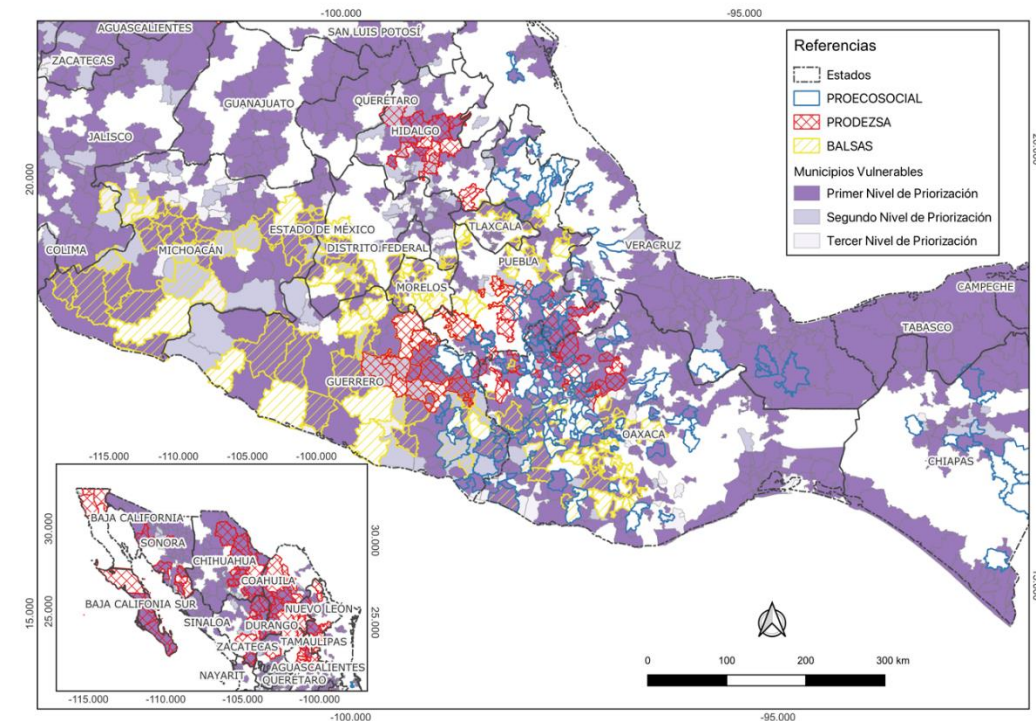 -100.000
-95.000
AGUASCALIENTES
SAN LUIS POTOSÍ
ZACATECAS
GUANAJUATO
QUERÉTARO
HIDALGO
JALISCO
20.000
ESTADO DE MÉXICO
TLAXCALA
COLIMA
MICHOACÁN
DISTRITO FEDERAL
VERACRUZ
PUEBLA
MORELOS
CAMPECHE
TABASCO
GUERRERO
OAXACA
CHIAPAS
Referencias
Estados
PROECOSOCIAL
PRODEZSA
BALSAS
Municipios Vulnerables
Primer Nivel de Priorización
Segundo Nivel de Priorización
Tercer Nivel de Priorización
-115.000
-110.000
-105.000
-100.000
30.000
30.000
BAJA CALIFORNIA
SONORA
CHIHUAHUA
COAHUILA
BAJA CALIFONIA SUR
NUEVO LEÓN
25.000
25.000
SINALOA
DURANGO
TAMAULIPAS
ZACATECAS
AGUASCALIENTES
NAYARIT
QUERÉTARO
-115.000
-110.000
-105.000
-100.000
15.000
0
100
200
300 km
-100.000
-95.000